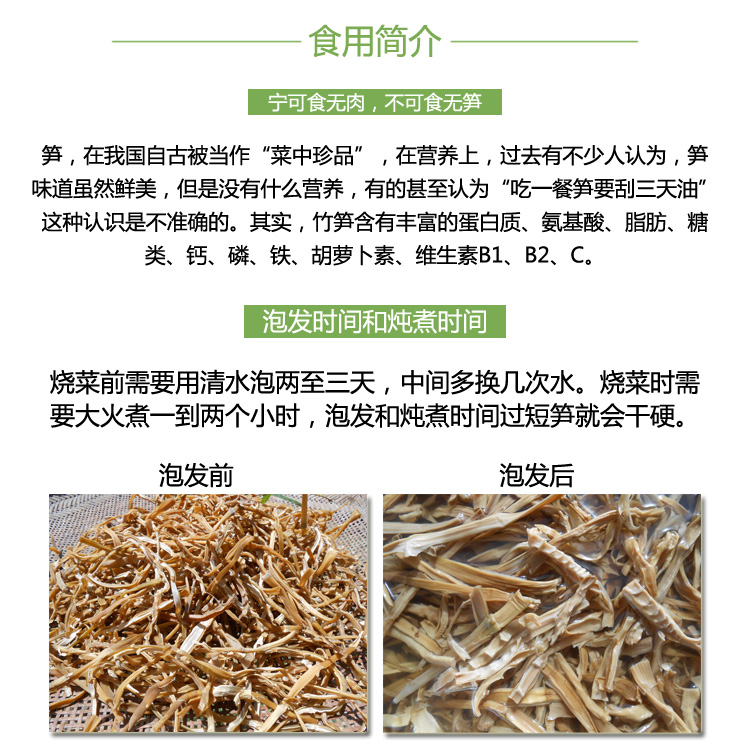 食用简介
宁可食无肉，不可食无笋
笋，在我国自古被当作“菜中珍品”，在营养上，过去有不少人认为，笋
味道虽然鲜美，但是没有什么营养，有的甚至认为“吃一餐笋要刮三天油”
这种认识是不准确的。其实，竹笋含有丰富的蛋白质、氨基酸、脂肪、糖
类、钙、磷、铁、胡萝卜素、维生素B1、B2、C。
泡发时间和炖煮时间
烧菜前需要用清水泡两至三天，中间多换几次水。烧菜时需
要大火煮一到两个小时，泡发和炖煮时间过短笋就会干硬。
泡发前
泡发后